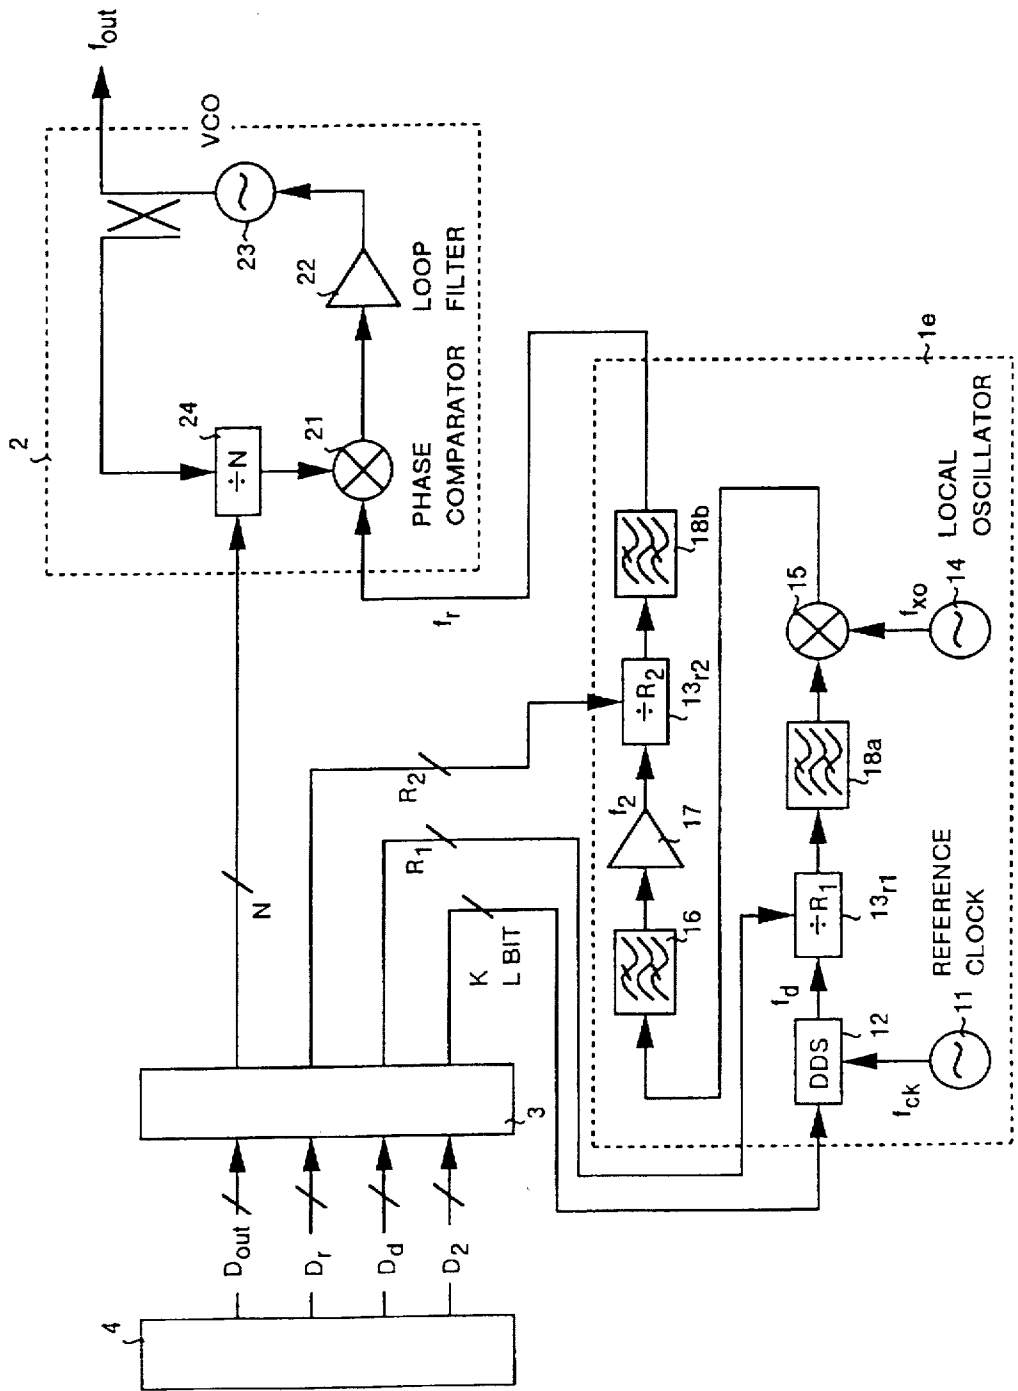 4
D_out
D_r
D_d
D_2
3
N
R_2
R_1
K
L BIT
2
24
÷N
21
PHASE
COMPARATOR
22
LOOP
FILTER
23
VCO
f_out
f_r
1e
16
17
f_2
÷R_2
13_r2
18b
DDS
12
f_ck
11
REFERENCE
CLOCK
f_d
÷R_1
13_r1
18a
15
f_xo
14
LOCAL
OSCILLATOR